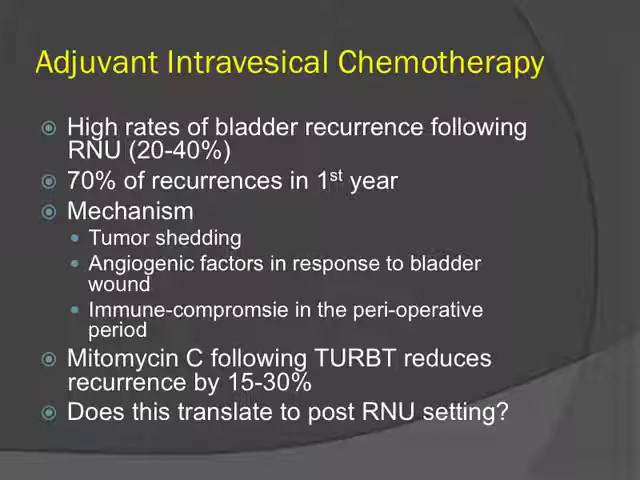 Adjuvant Intravesical Chemotherapy
High rates of bladder recurrence following
RNU (20-40%)
70% of recurrences in 1st year
Mechanism
Tumor shedding
Angiogenic factors in response to bladder
wound
Immune-compromsie in the peri-operative
period
Mitomycin C following TURBT reduces
recurrence by 15-30%
Does this translate to post RNU setting?